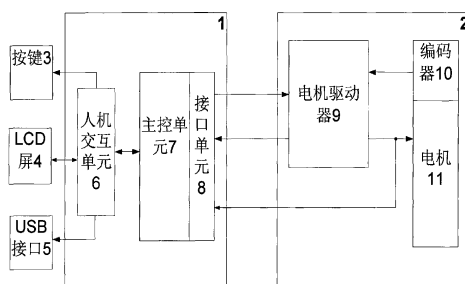 1
2
按键3
LCD
屏4
USB
接口5
人机
交互
单元
6
主控单
元7
接
口
单
元
8
电机驱动
器9
编码
器10
电机
11